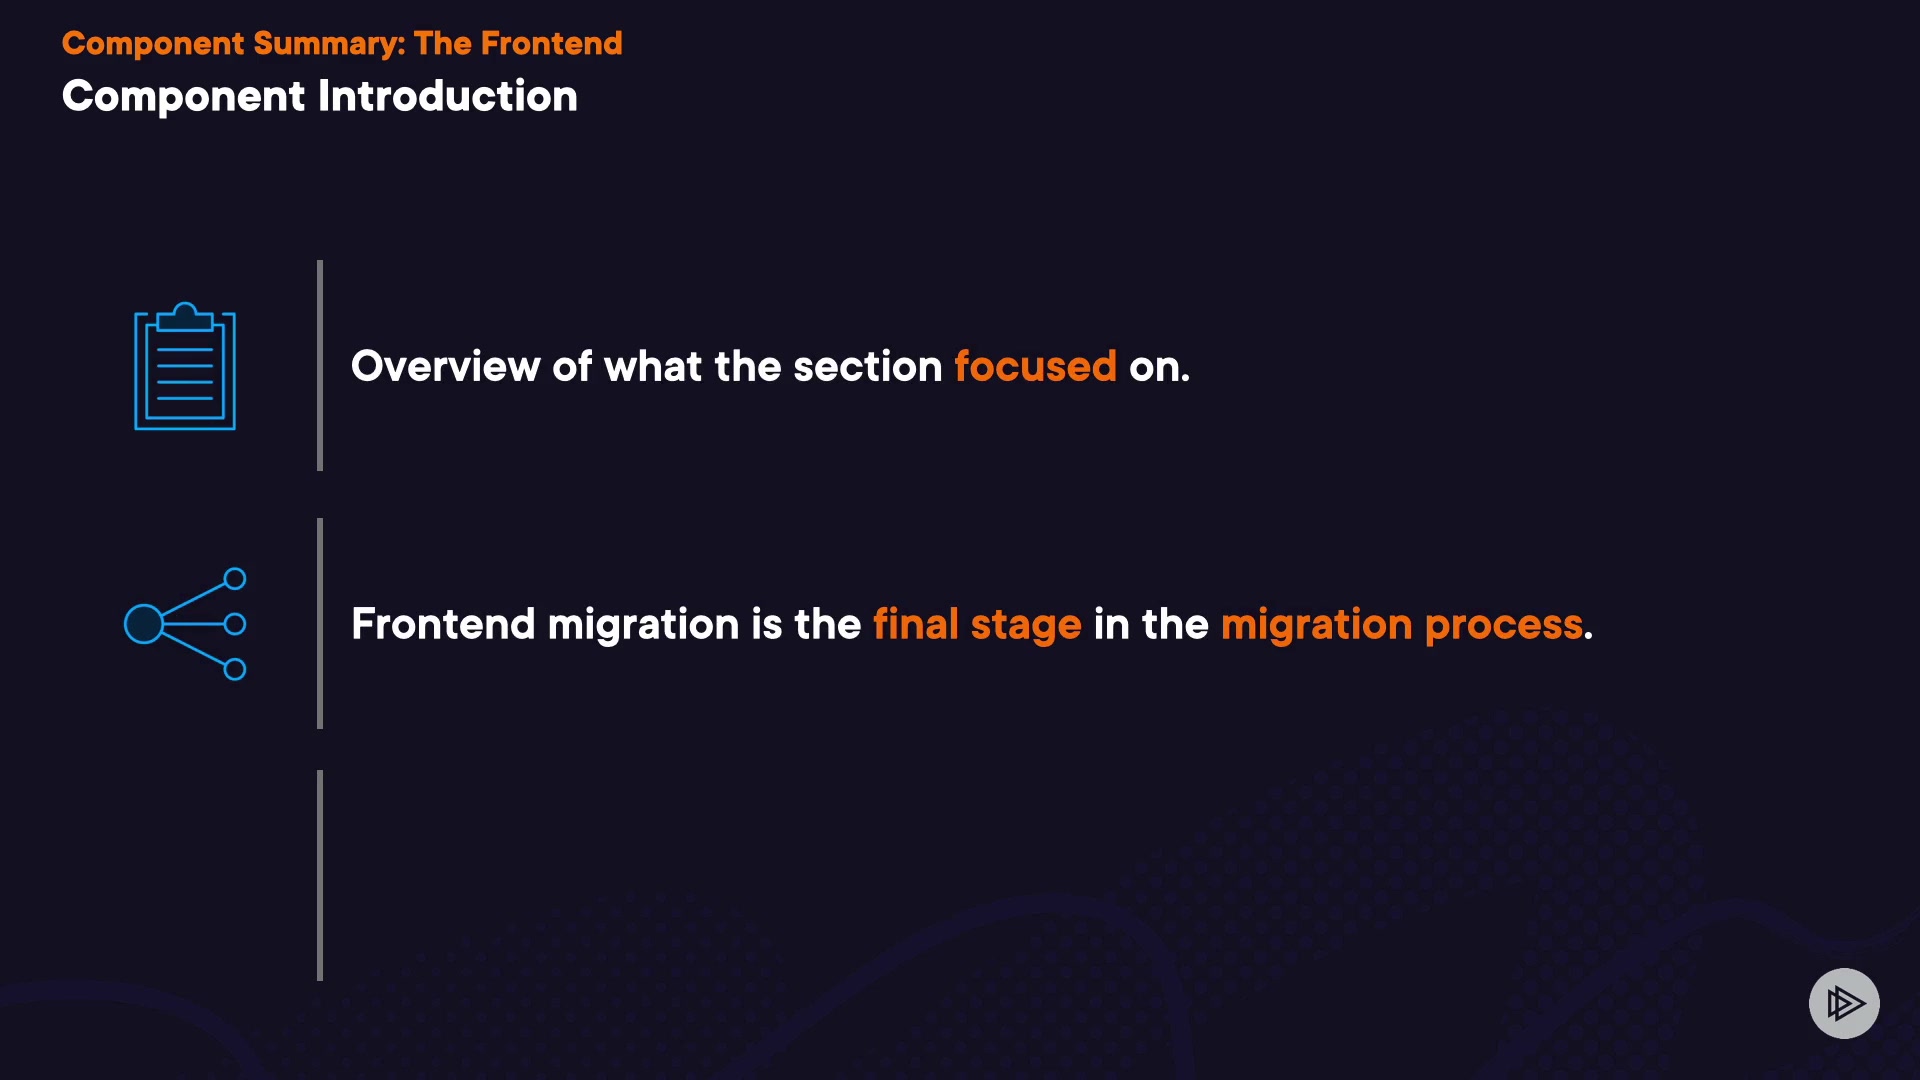 Component Summary: The Frontend
Component Introduction
Overview of what the section focused on.
Frontend migration is the final stage in the migration process.